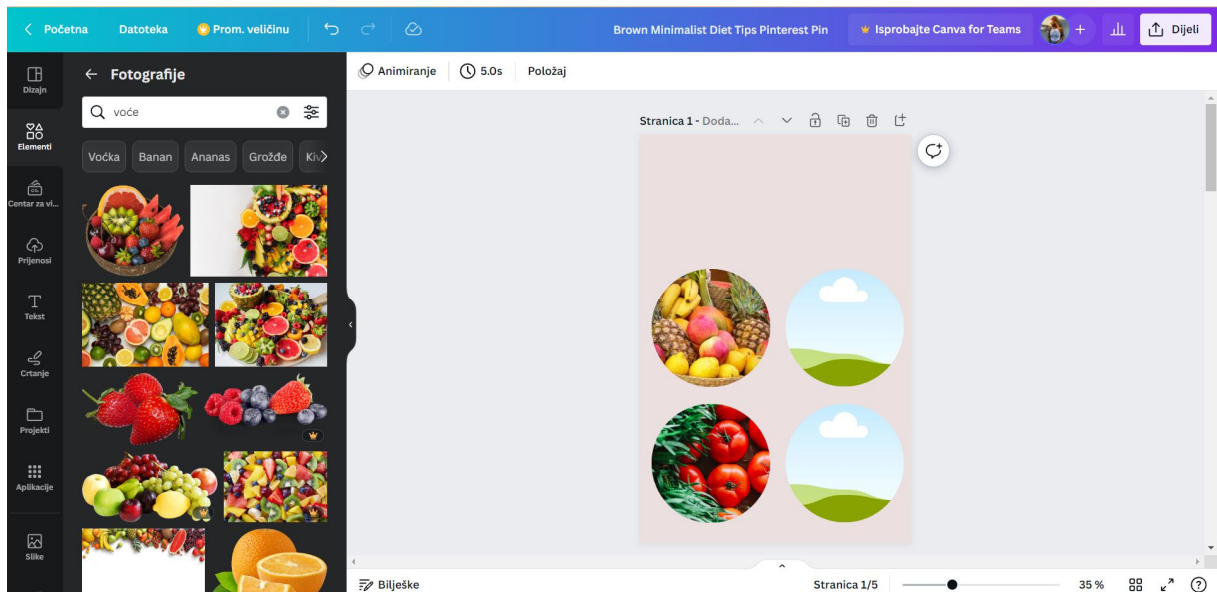 Početna Datoteka Prom. veličinu Brown Minimalist Diet Tips Pinterest Pin Isprobajte Canva for Teams + Dijeli
Dizajn
Elementi
Centar za vi...
Prijenosi
Tekst
Crtanje
Projekti
Aplikacije
Slike
Fotografije
voće
Voćka Banan Ananas Grožđe Kiv
Animiranje 5.0s Položaj
Stranica 1 - Doda...
Bilješke Stranica 1/5 35 %